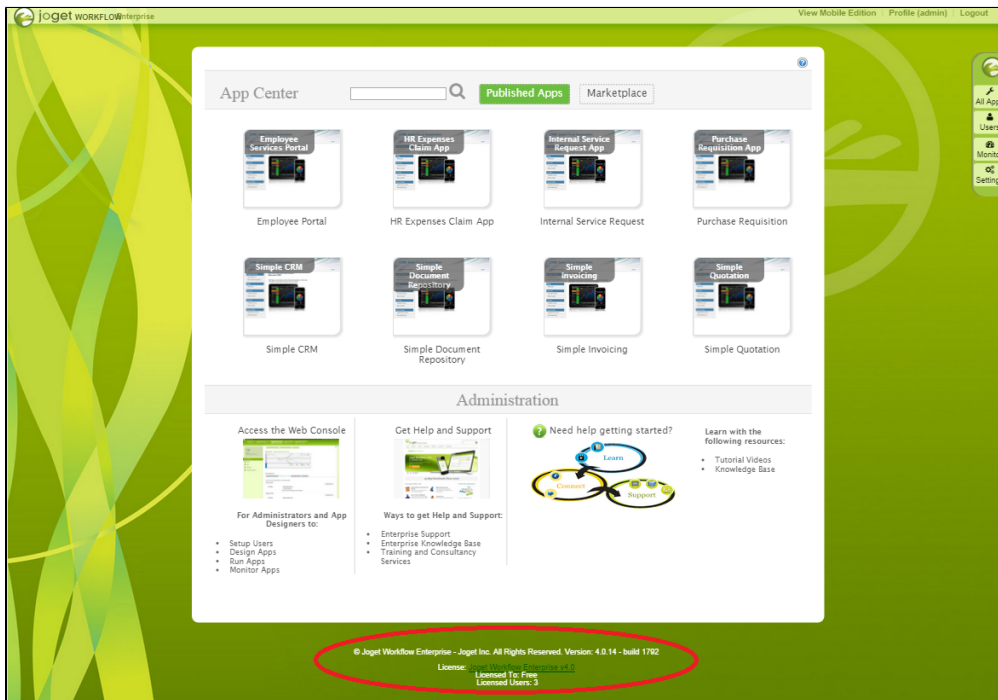 joget WORKFLOW Enterprise
View Mobile Edition Profile (admin) Logout
App Center
Published Apps
Marketplace
All App
Users
Monito
Setting
Employee
Services Portal
HR Expenses
Claim App
Internal Service
Request App
Purchase
Requisition App
Employee Portal
HR Expenses Claim App
Internal Service Request
Purchase Requisition
Simple CRM
Simple
Document
Repository
Simple
Invoicing
Simple
Quotation
Simple CRM
Simple Document
Repository
Simple Invoicing
Simple Quotation
Administration
Access the Web Console
For Administrators and App
Designers to:
• Setup Users
• Design Apps
• Run Apps
• Monitor Apps
Get Help and Support
Ways to get Help and Support:
• Enterprise Support
• Enterprise Knowledge Base
• Training and Consultancy
Services
Need help getting started?
Learn
Connect
Support
Learn with the
following resources:
• Tutorial Videos
• Knowledge Base
© Joget Workflow Enterprise - Joget Inc. All Rights Reserved. Version: 4.0.14 - build 1792
License: Joget Workflow Enterprise v4.0
Licensed To: Free
Licensed Users: 3